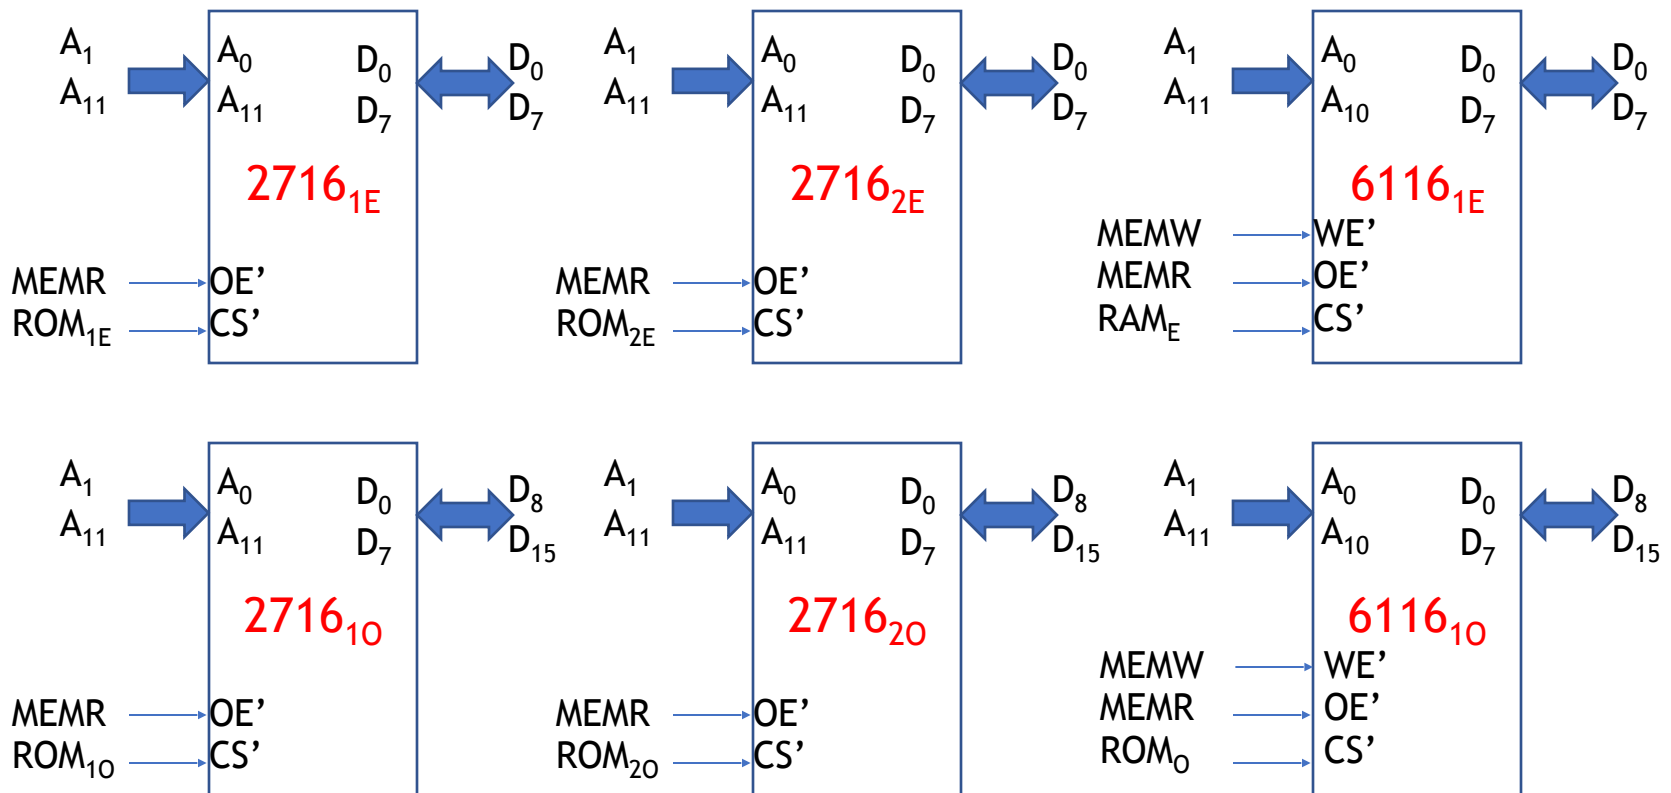 A1 A0 D0 D0
A11 A11 D7 D7
2716 1E
MEMR OE’
ROM1E CS’
A1 A0 D0 D0
A11 A11 D7 D7
2716 2E
MEMR OE’
ROM2E CS’
A1 A0 D0 D0
A11 A10 D7 D7
6116 1E
MEMW WE’
MEMR OE’
RAME CS’
A1 A0 D0 D8
A11 A11 D7 D15
2716 1O
MEMR OE’
ROM1O CS’
A1 A0 D0 D8
A11 A11 D7 D15
2716 2O
MEMR OE’
ROM2O CS’
A1 A0 D0 D8
A11 A10 D7 D15
6116 1O
MEMW WE’
MEMR OE’
ROMO CS’